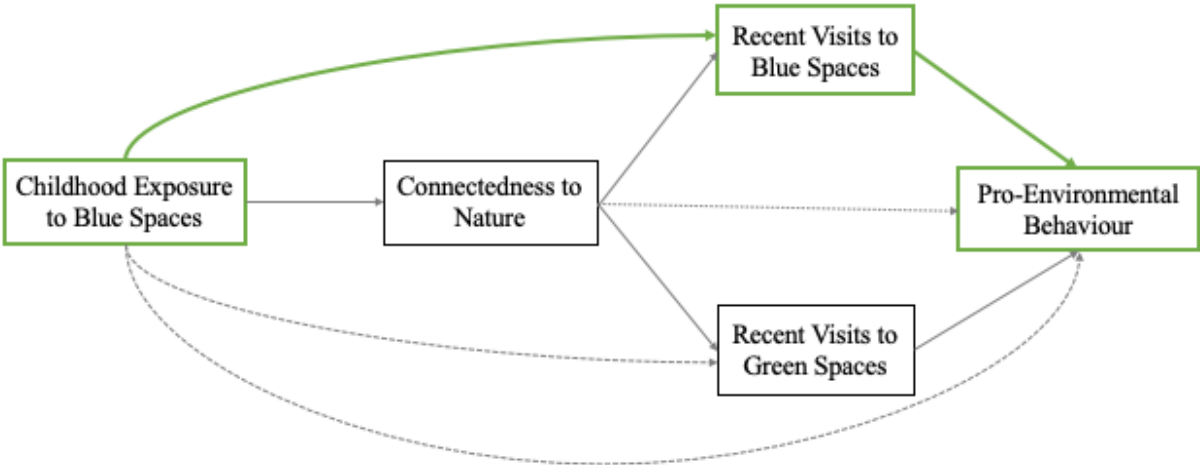 Recent Visits to
Blue Spaces
Childhood Exposure
to Blue Spaces
Connectedness to
Nature
Pro-Environmental
Behaviour
Recent Visits to
Green Spaces